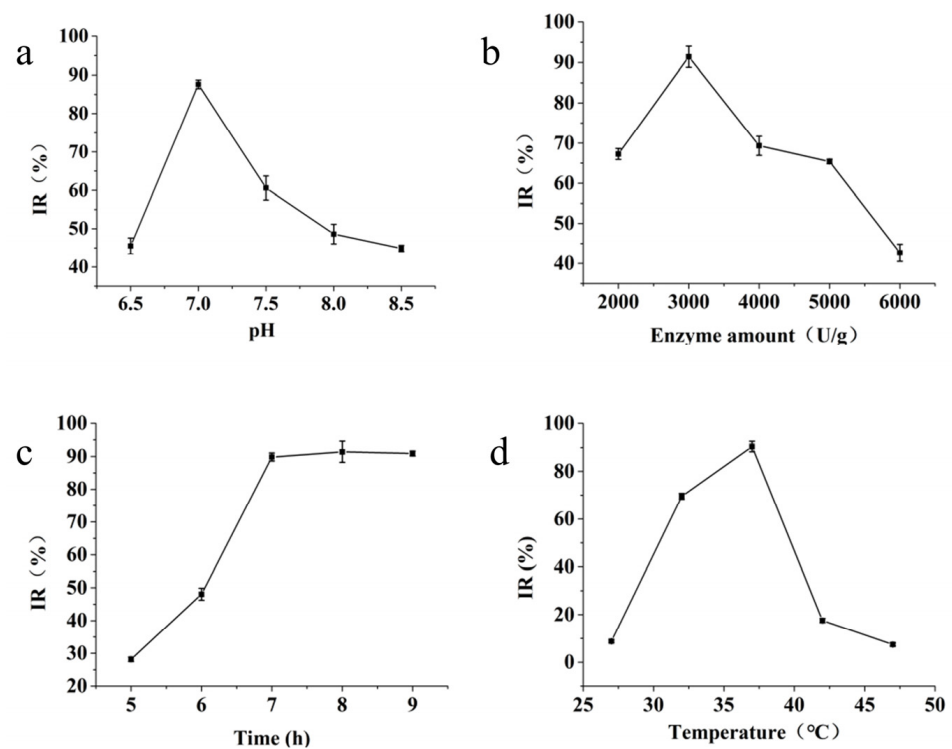 a
100
90
80
70
60
50
40
IR（%）
6.5 7.0 7.5 8.0 8.5
pH
b
100
90
80
70
60
50
40
IR（%）
2000 3000 4000 5000 6000
Enzyme amount（U/g）
c
100
90
80
70
60
50
40
30
20
IR（%）
5 6 7 8 9
Time (h)
d
100
80
60
40
20
0
IR (%)
25 30 35 40 45 50
Temperature（°C）